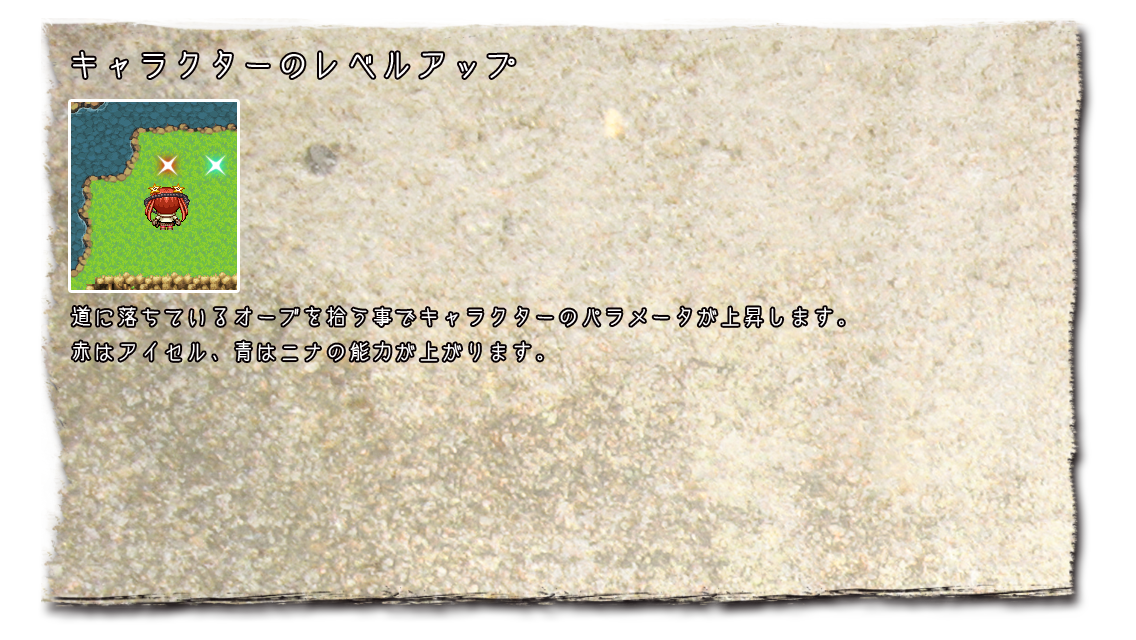 キャラクターのレベルアップ
道に落ちているオーブを拾う事でキャラクターのパラメータが上昇します。
赤はアイセル、青はニナの能力が上がります。